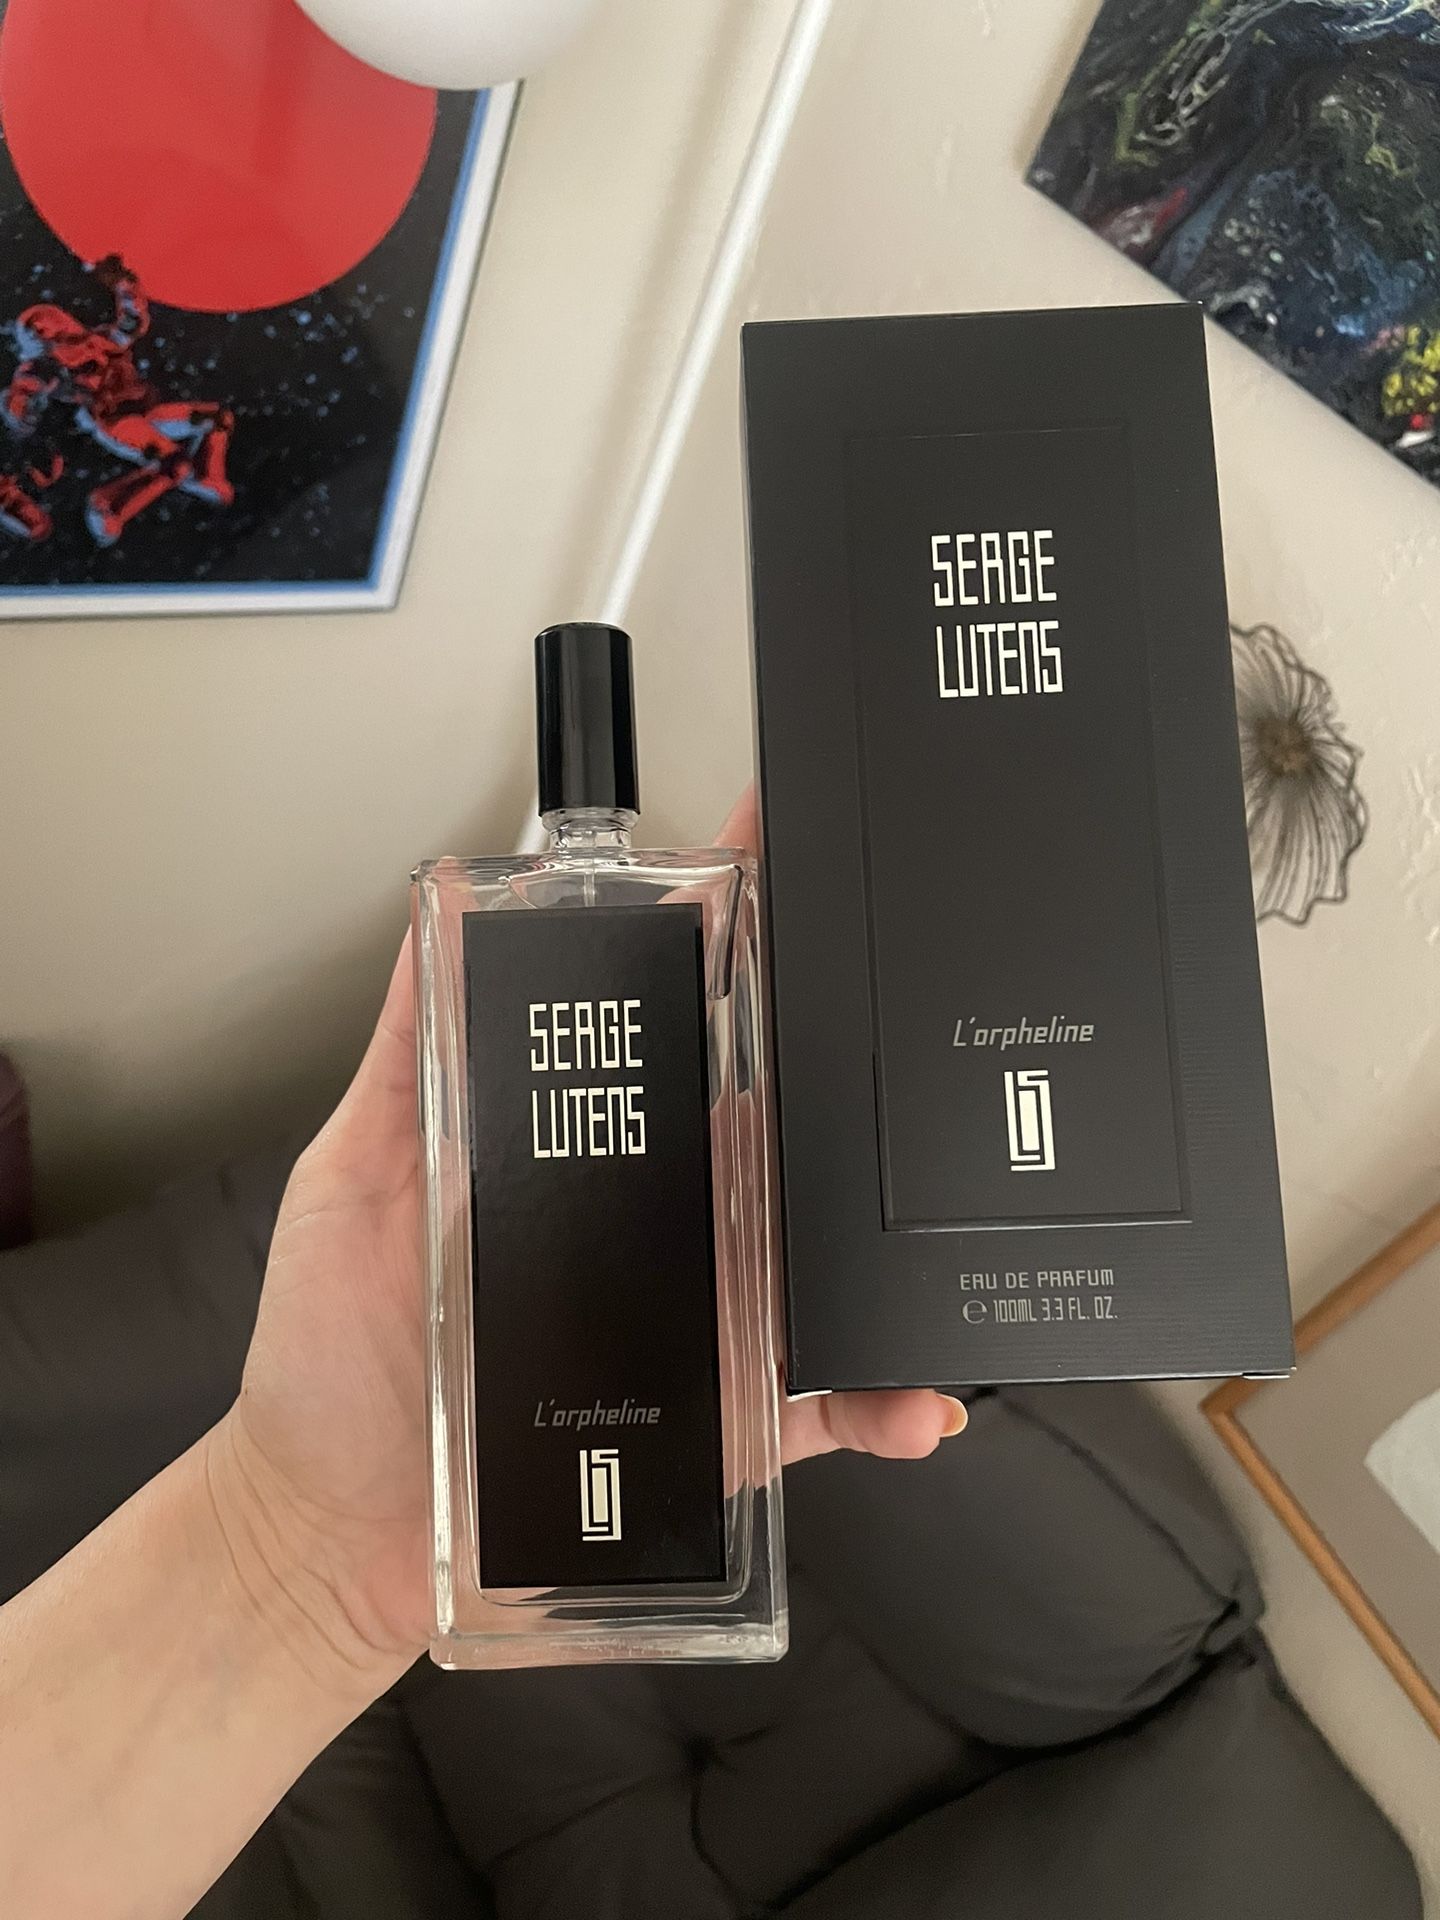 SERGE
LUTENS
L'orpheline
SERGE
LUTENS
L'orpheline
EAU DE PARFUM
℮ 100ML 3.3 FL. OZ.